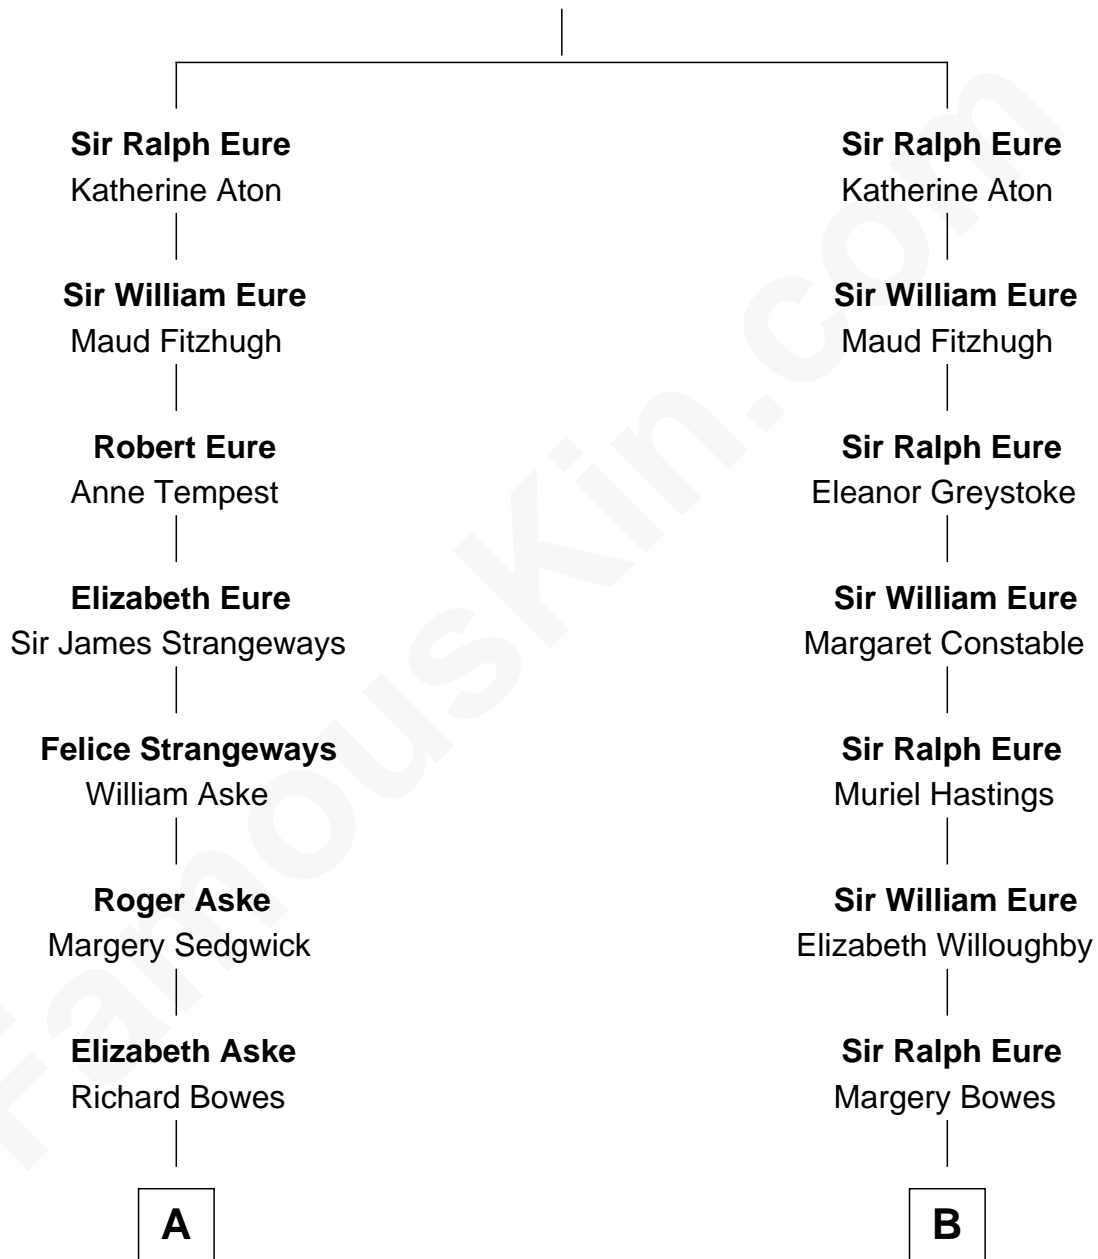 Sir Ralph Eure
Katherine Aton
Sir William Eure
Maud Fitzhugh
Robert Eure
Anne Tempest
Elizabeth Eure
Sir James Strangeways
Felice Strangeways
William Aske
Roger Aske
Margery Sedgwick
Elizabeth Aske
Richard Bowes
A
Sir Ralph Eure
Katherine Aton
Sir William Eure
Maud Fitzhugh
Sir Ralph Eure
Eleanor Greystoke
Sir William Eure
Margaret Constable
Sir Ralph Eure
Muriel Hastings
Sir William Eure
Elizabeth Willoughby
Sir Ralph Eure
Margery Bowes
B
FamousKin.com